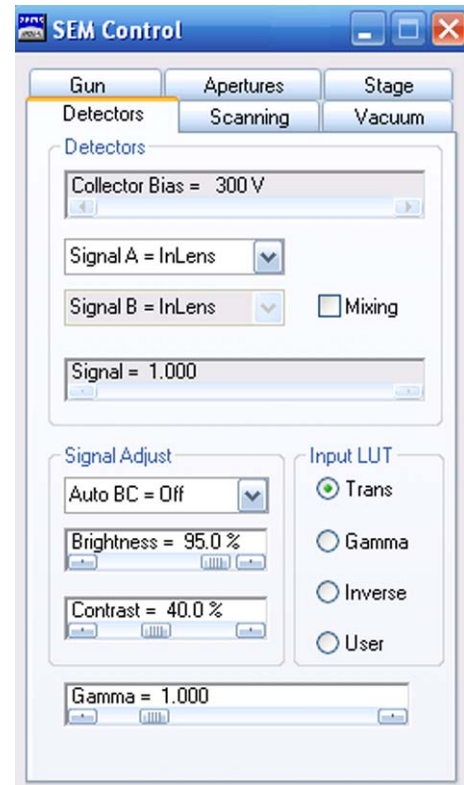 SEM Control
Gun Apertures Stage
Detectors Scanning Vacuum
Detectors
Collector Bias = 300 V
Signal A = InLens
Signal B = InLens Mixing
Signal = 1.000
Signal Adjust Input LUT
Auto BC = Off Trans
Brightness = 95.0 % Gamma
Inverse
Contrast = 40.0 %
User
Gamma = 1.000